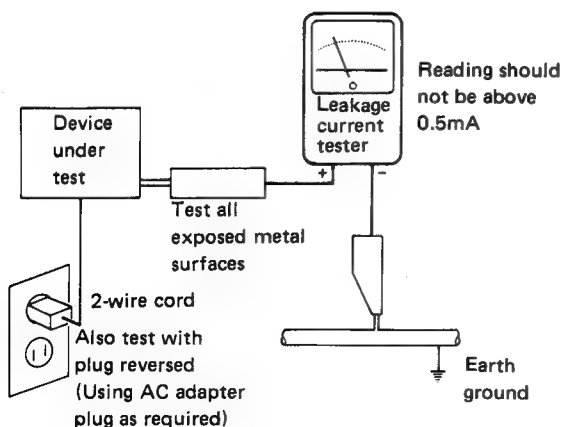 Device
under
test
Leakage
current
tester
+
−
Reading should
not be above
0.5mA
Test all
exposed metal
surfaces
2-wire cord
Also test with
plug reversed
(Using AC adapter
plug as required)
Earth
ground